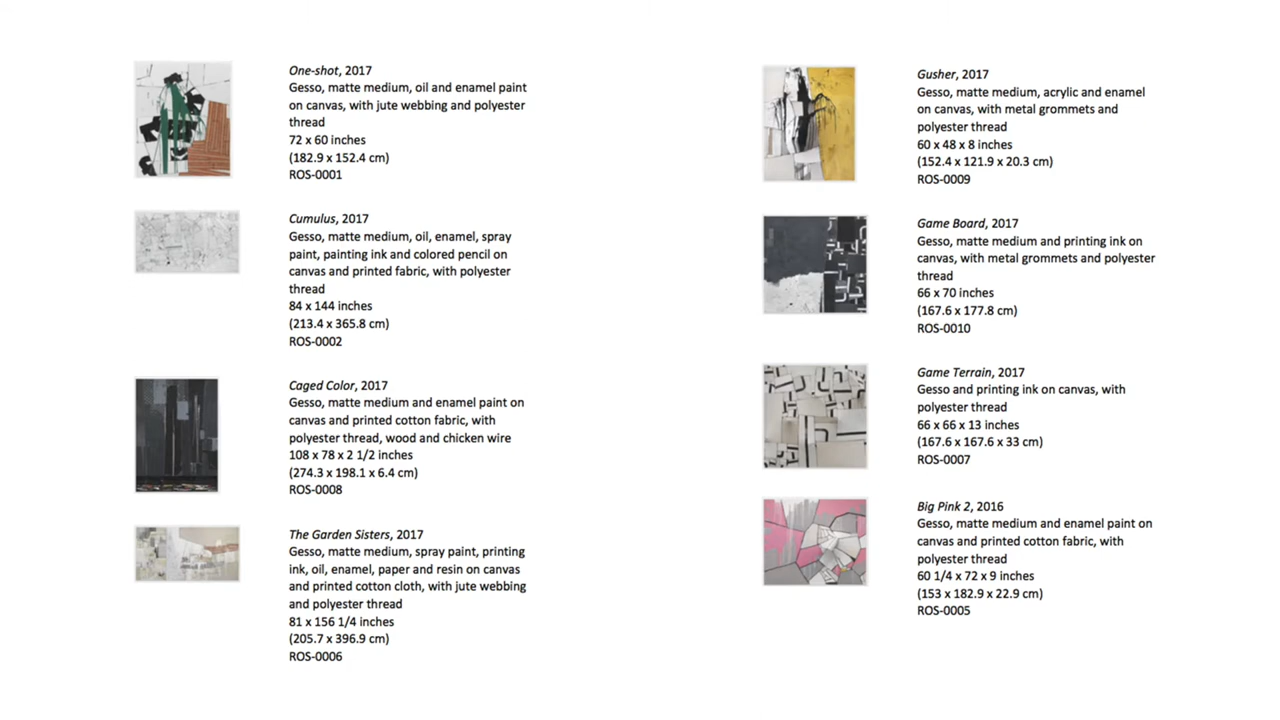 One-shot, 2017
Gesso, matte medium, oil and enamel paint
on canvas, with jute webbing and polyester
thread
72 x 60 inches
(182.9 x 152.4 cm)
ROS-0001
Cumulus, 2017
Gesso, matte medium, oil, enamel, spray
paint, painting ink and colored pencil on
canvas and printed fabric, with polyester
thread
84 x 144 inches
(213.4 x 365.8 cm)
ROS-0002
Caged Color, 2017
Gesso, matte medium and enamel paint on
canvas and printed cotton fabric, with
polyester thread, wood and chicken wire
108 x 78 x 2 1/2 inches
(274.3 x 198.1 x 6.4 cm)
ROS-0008
The Garden Sisters, 2017
Gesso, matte medium, spray paint, printing
ink, oil, enamel, paper and resin on canvas
and printed cotton cloth, with jute webbing
and polyester thread
81 x 156 1/4 inches
(205.7 x 396.9 cm)
ROS-0006
Gusher, 2017
Gesso, matte medium, acrylic and enamel
on canvas, with metal grommets and
polyester thread
60 x 48 x 8 inches
(152.4 x 121.9 x 20.3 cm)
ROS-0009
Game Board, 2017
Gesso, matte medium and printing ink on
canvas, with metal grommets and polyester
thread
66 x 70 inches
(167.6 x 177.8 cm)
ROS-0010
Game Terrain, 2017
Gesso and printing ink on canvas, with
polyester thread
66 x 66 x 13 inches
(167.6 x 167.6 x 33 cm)
ROS-0007
Big Pink 2, 2016
Gesso, matte medium and enamel paint on
canvas and printed cotton fabric, with
polyester thread
60 1/4 x 72 x 9 inches
(153 x 182.9 x 22.9 cm)
ROS-0005